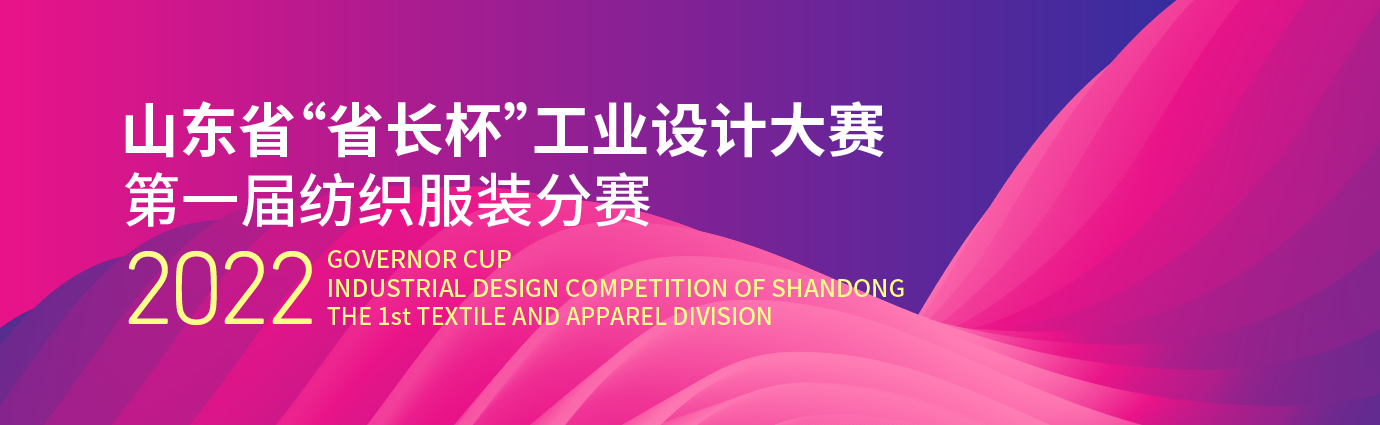 山东省“省长杯”工业设计大赛
第一届纺织服装分赛
2022
GOVERNOR CUP
INDUSTRIAL DESIGN COMPETITION OF SHANDONG
THE 1st TEXTILE AND APPAREL DIVISION